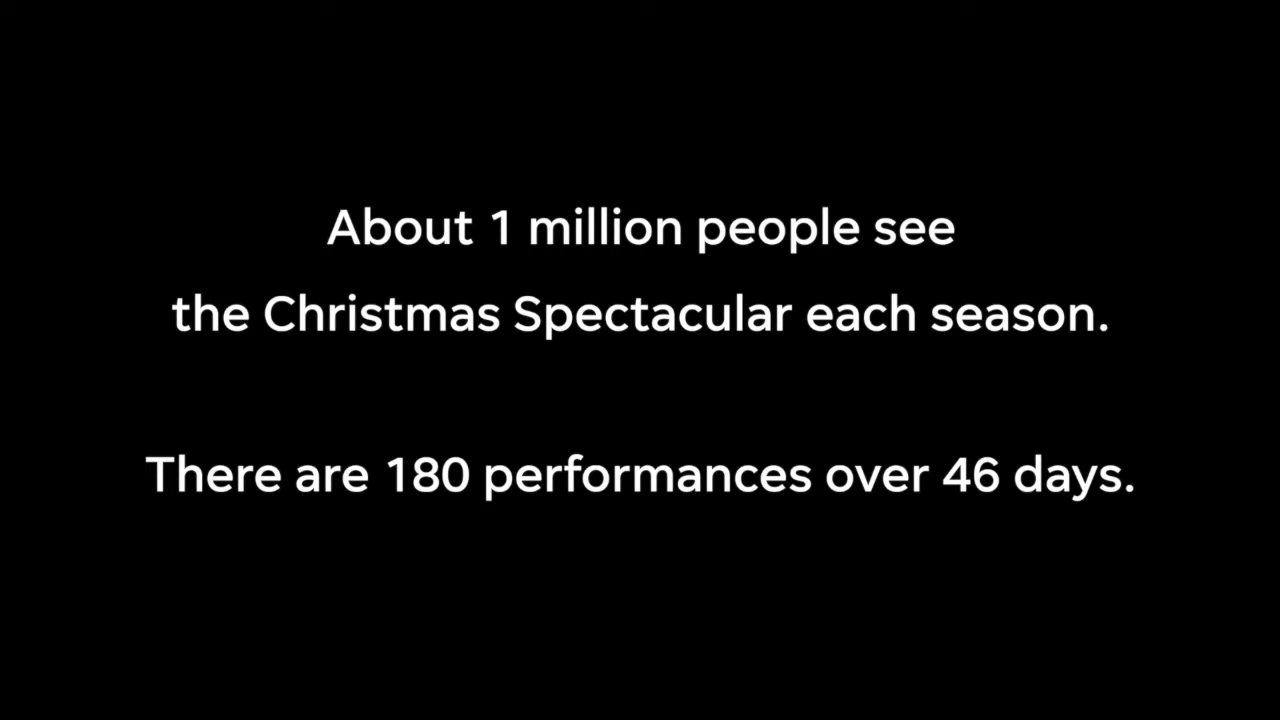 About 1 million people see
the Christmas Spectacular each season.
There are 180 performances over 46 days.